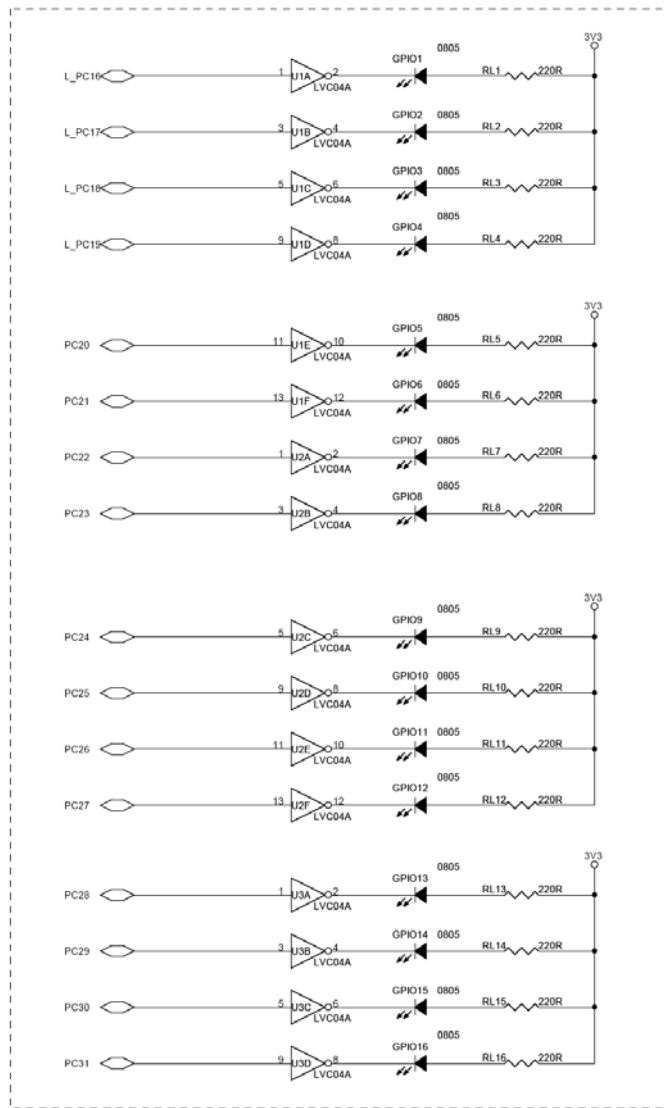 3V3
L_PC16 1 U1A 2 LVC04A GPIO1 0805 RL1 220R
L_PC17 3 U1B 4 LVC04A GPIO2 0805 RL2 220R
L_PC18 5 U1C 6 LVC04A GPIO3 0805 RL3 220R
L_PC19 9 U1D 8 LVC04A GPIO4 0805 RL4 220R
3V3
PC20 11 U1E 10 LVC04A GPIO5 0805 RL5 220R
PC21 13 U1F 12 LVC04A GPIO6 0805 RL6 220R
PC22 1 U2A 2 LVC04A GPIO7 0805 RL7 220R
PC23 3 U2B 4 LVC04A GPIO8 0805 RL8 220R
3V3
PC24 5 U2C 6 LVC04A GPIO9 0805 RL9 220R
PC25 9 U2D 8 LVC04A GPIO10 0805 RL10 220R
PC26 11 U2E 10 LVC04A GPIO11 0805 RL11 220R
PC27 13 U2F 12 LVC04A GPIO12 0805 RL12 220R
3V3
PC28 1 U3A 2 LVC04A GPIO13 0805 RL13 220R
PC29 3 U3B 4 LVC04A GPIO14 0805 RL14 220R
PC30 5 U3C 6 LVC04A GPIO15 0805 RL15 220R
PC31 9 U3D 8 LVC04A GPIO16 0805 RL16 220R